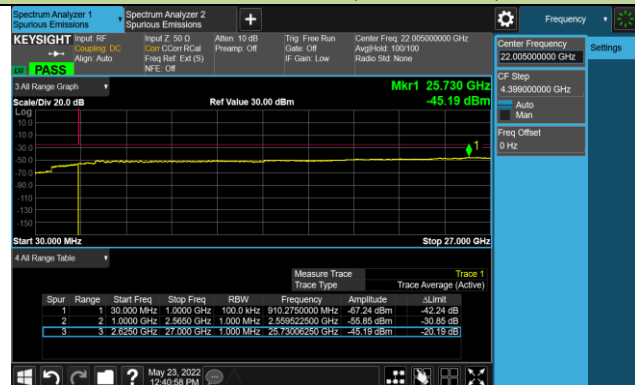 Spectrum Analyzer 1
Spurious Emissions
Spectrum Analyzer 2
Spurious Emissions
+
Frequency
KEYSIGHT
Input: RF
Coupling: DC
Align: Auto
Input Z: 50 Ω
Corr CCorr RCal
Freq Ref: Ext (S)
NFE: Off
Atten: 10 dB
Preamp: Off
Trig: Free Run
Gate: Off
IF Gain: Low
Center Freq: 22.005000000 GHz
Avg|Hold: 100/100
Radio Std: None
PASS
Center Frequency
22.005000000 GHz
Settings
CF Step
4.399000000 GHz
Auto
Man
Freq Offset
0 Hz
3 All Range Graph
Mkr1 25.730 GHz
Scale/Div 20.0 dB
Ref Value 30.00 dBm
-45.19 dBm
Log
10.0
-10.0
-30.0
-50.0
-70.0
-90.0
-110
-130
-150
1
Start 30.000 MHz
Stop 27.000 GHz
4 All Range Table
Measure Trace Trace 1
Trace Type Trace Average (Active)
Spur Range Start Freq Stop Freq RBW Frequency Amplitude ΔLimit
1 1 30.000 MHz 1.0000 GHz 100.0 kHz 910.2750000 MHz -67.24 dBm -42.24 dB
2 2 1.0000 GHz 2.5650 GHz 1.000 MHz 2.559522500 GHz -55.85 dBm -30.85 dB
3 3 2.6250 GHz 27.000 GHz 1.000 MHz 25.73006250 GHz -45.19 dBm -20.19 dB
?
May 23, 2022
12:40:58 PM